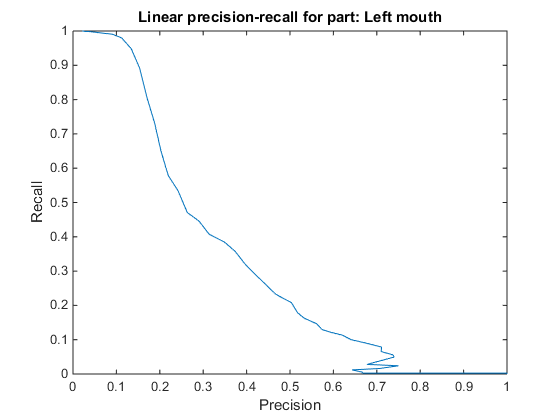 Linear precision-recall for part: Left mouth
1
0.9
0.8
0.7
0.6
0.5
0.4
0.3
0.2
0.1
0
Recall
0 0.1 0.2 0.3 0.4 0.5 0.6 0.7 0.8 0.9 1
Precision